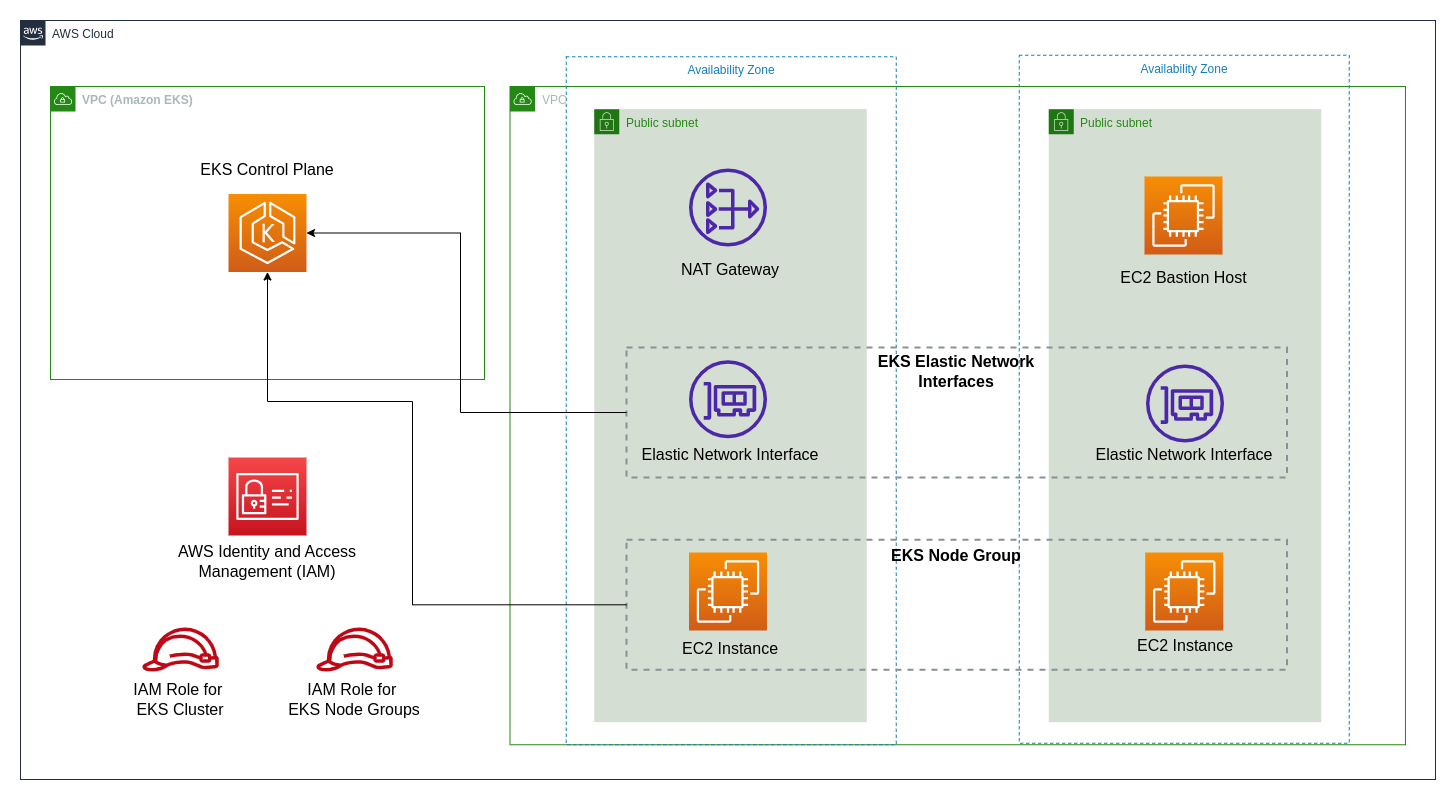 aws
AWS Cloud
VPC (Amazon EKS)
EKS Control Plane
K
AWS Identity and Access
Management (IAM)
IAM Role for
EKS Cluster
IAM Role for
EKS Node Groups
VPC
Availability Zone
Public subnet
NAT Gateway
Availability Zone
Public subnet
EC2 Bastion Host
EKS Elastic Network
Interfaces
Elastic Network Interface
Elastic Network Interface
EKS Node Group
EC2 Instance
EC2 Instance